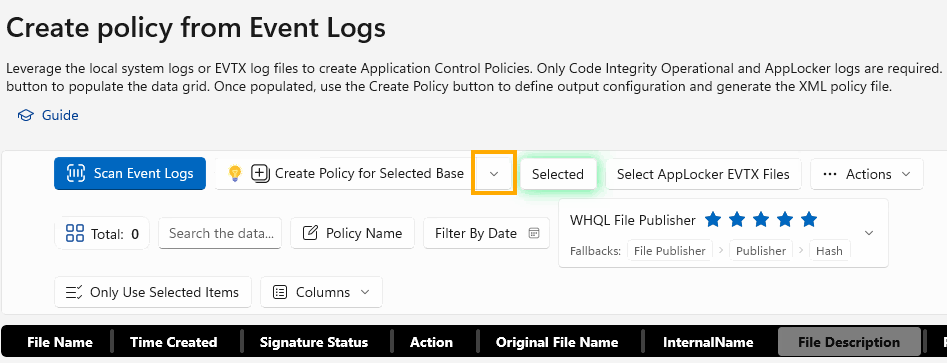 Create policy from Event Logs
Leverage the local system logs or EVTX log files to create Application Control Policies. Only Code Integrity Operational and AppLocker logs are required.
button to populate the data grid. Once populated, use the Create Policy button to define output configuration and generate the XML policy file.
Guide
Scan Event Logs Create Policy for Selected Base Selected Select AppLocker EVTX Files Actions
Total: 0 Search the data... Policy Name Filter By Date WHQL File Publisher
Fallbacks: File Publisher Publisher Hash
Only Use Selected Items Columns
File Name Time Created Signature Status Action Original File Name InternalName File Description